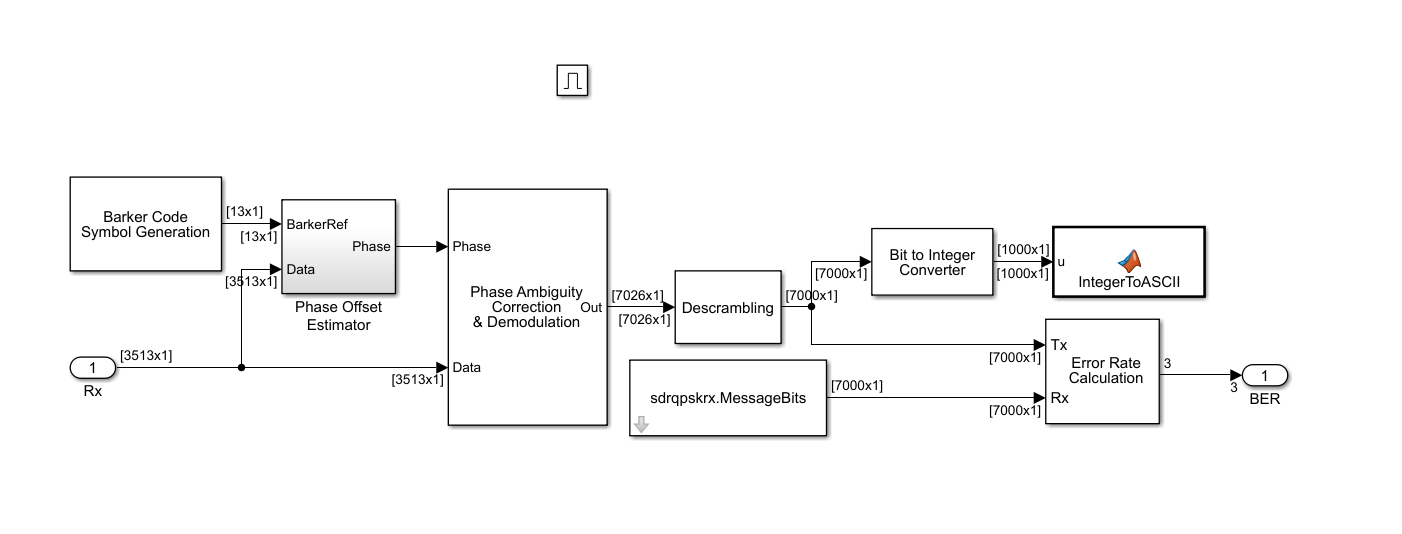 Barker Code
Symbol Generation
[13x1]
[13x1]
BarkerRef
Phase
Data
[3513x1]
Phase Offset
Estimator
1
Rx
[3513x1]
[3513x1]
Phase
Phase Ambiguity
Correction
& Demodulation
Out
Data
[7026x1]
[7026x1]
Descrambling
[7000x1]
[7000x1]
Bit to Integer
Converter
[1000x1]
[1000x1]
u
IntegerToASCII
sdrqpskrx.MessageBits
[7000x1]
[7000x1]
[7000x1]
Tx
Error Rate
Calculation
Rx
3
3
1
BER